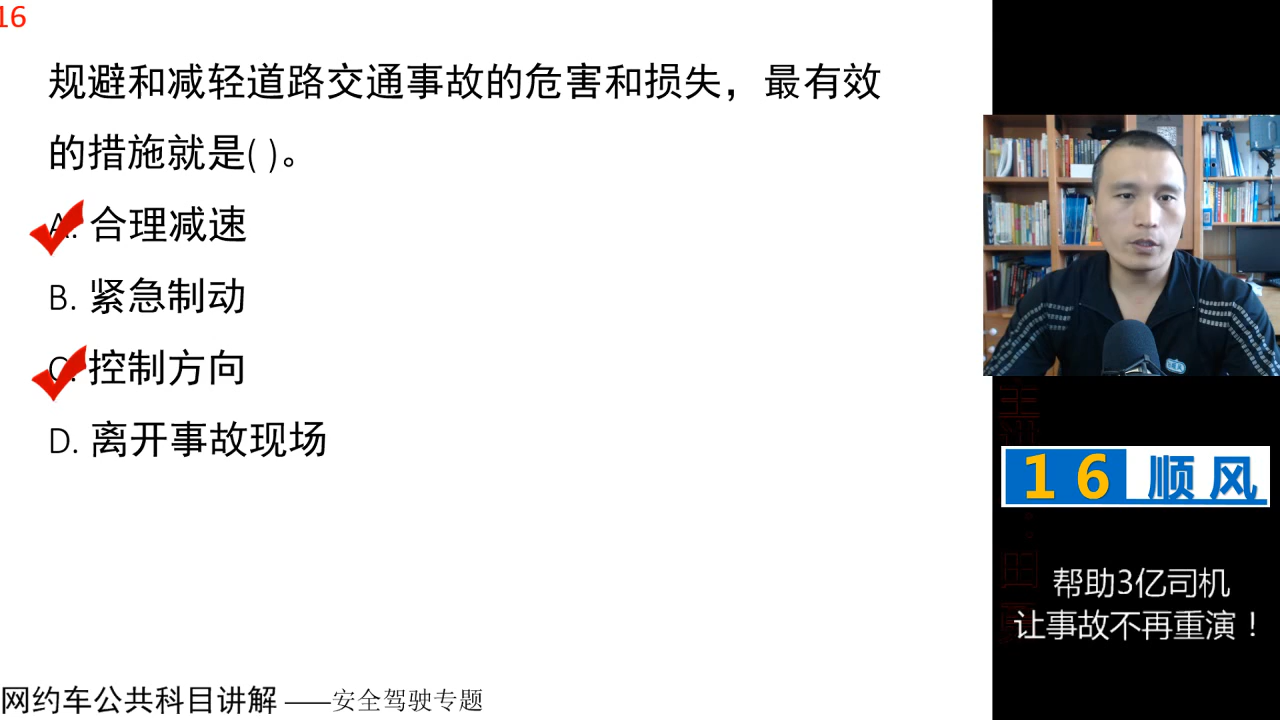 16
规避和减轻道路交通事故的危害和损失，最有效
的措施就是( )。
A. 合理减速
B. 紧急制动
C. 控制方向
D. 离开事故现场
16 顺风
帮助3亿司机
让事故不再重演！
网约车公共科目讲解 ——安全驾驶专题